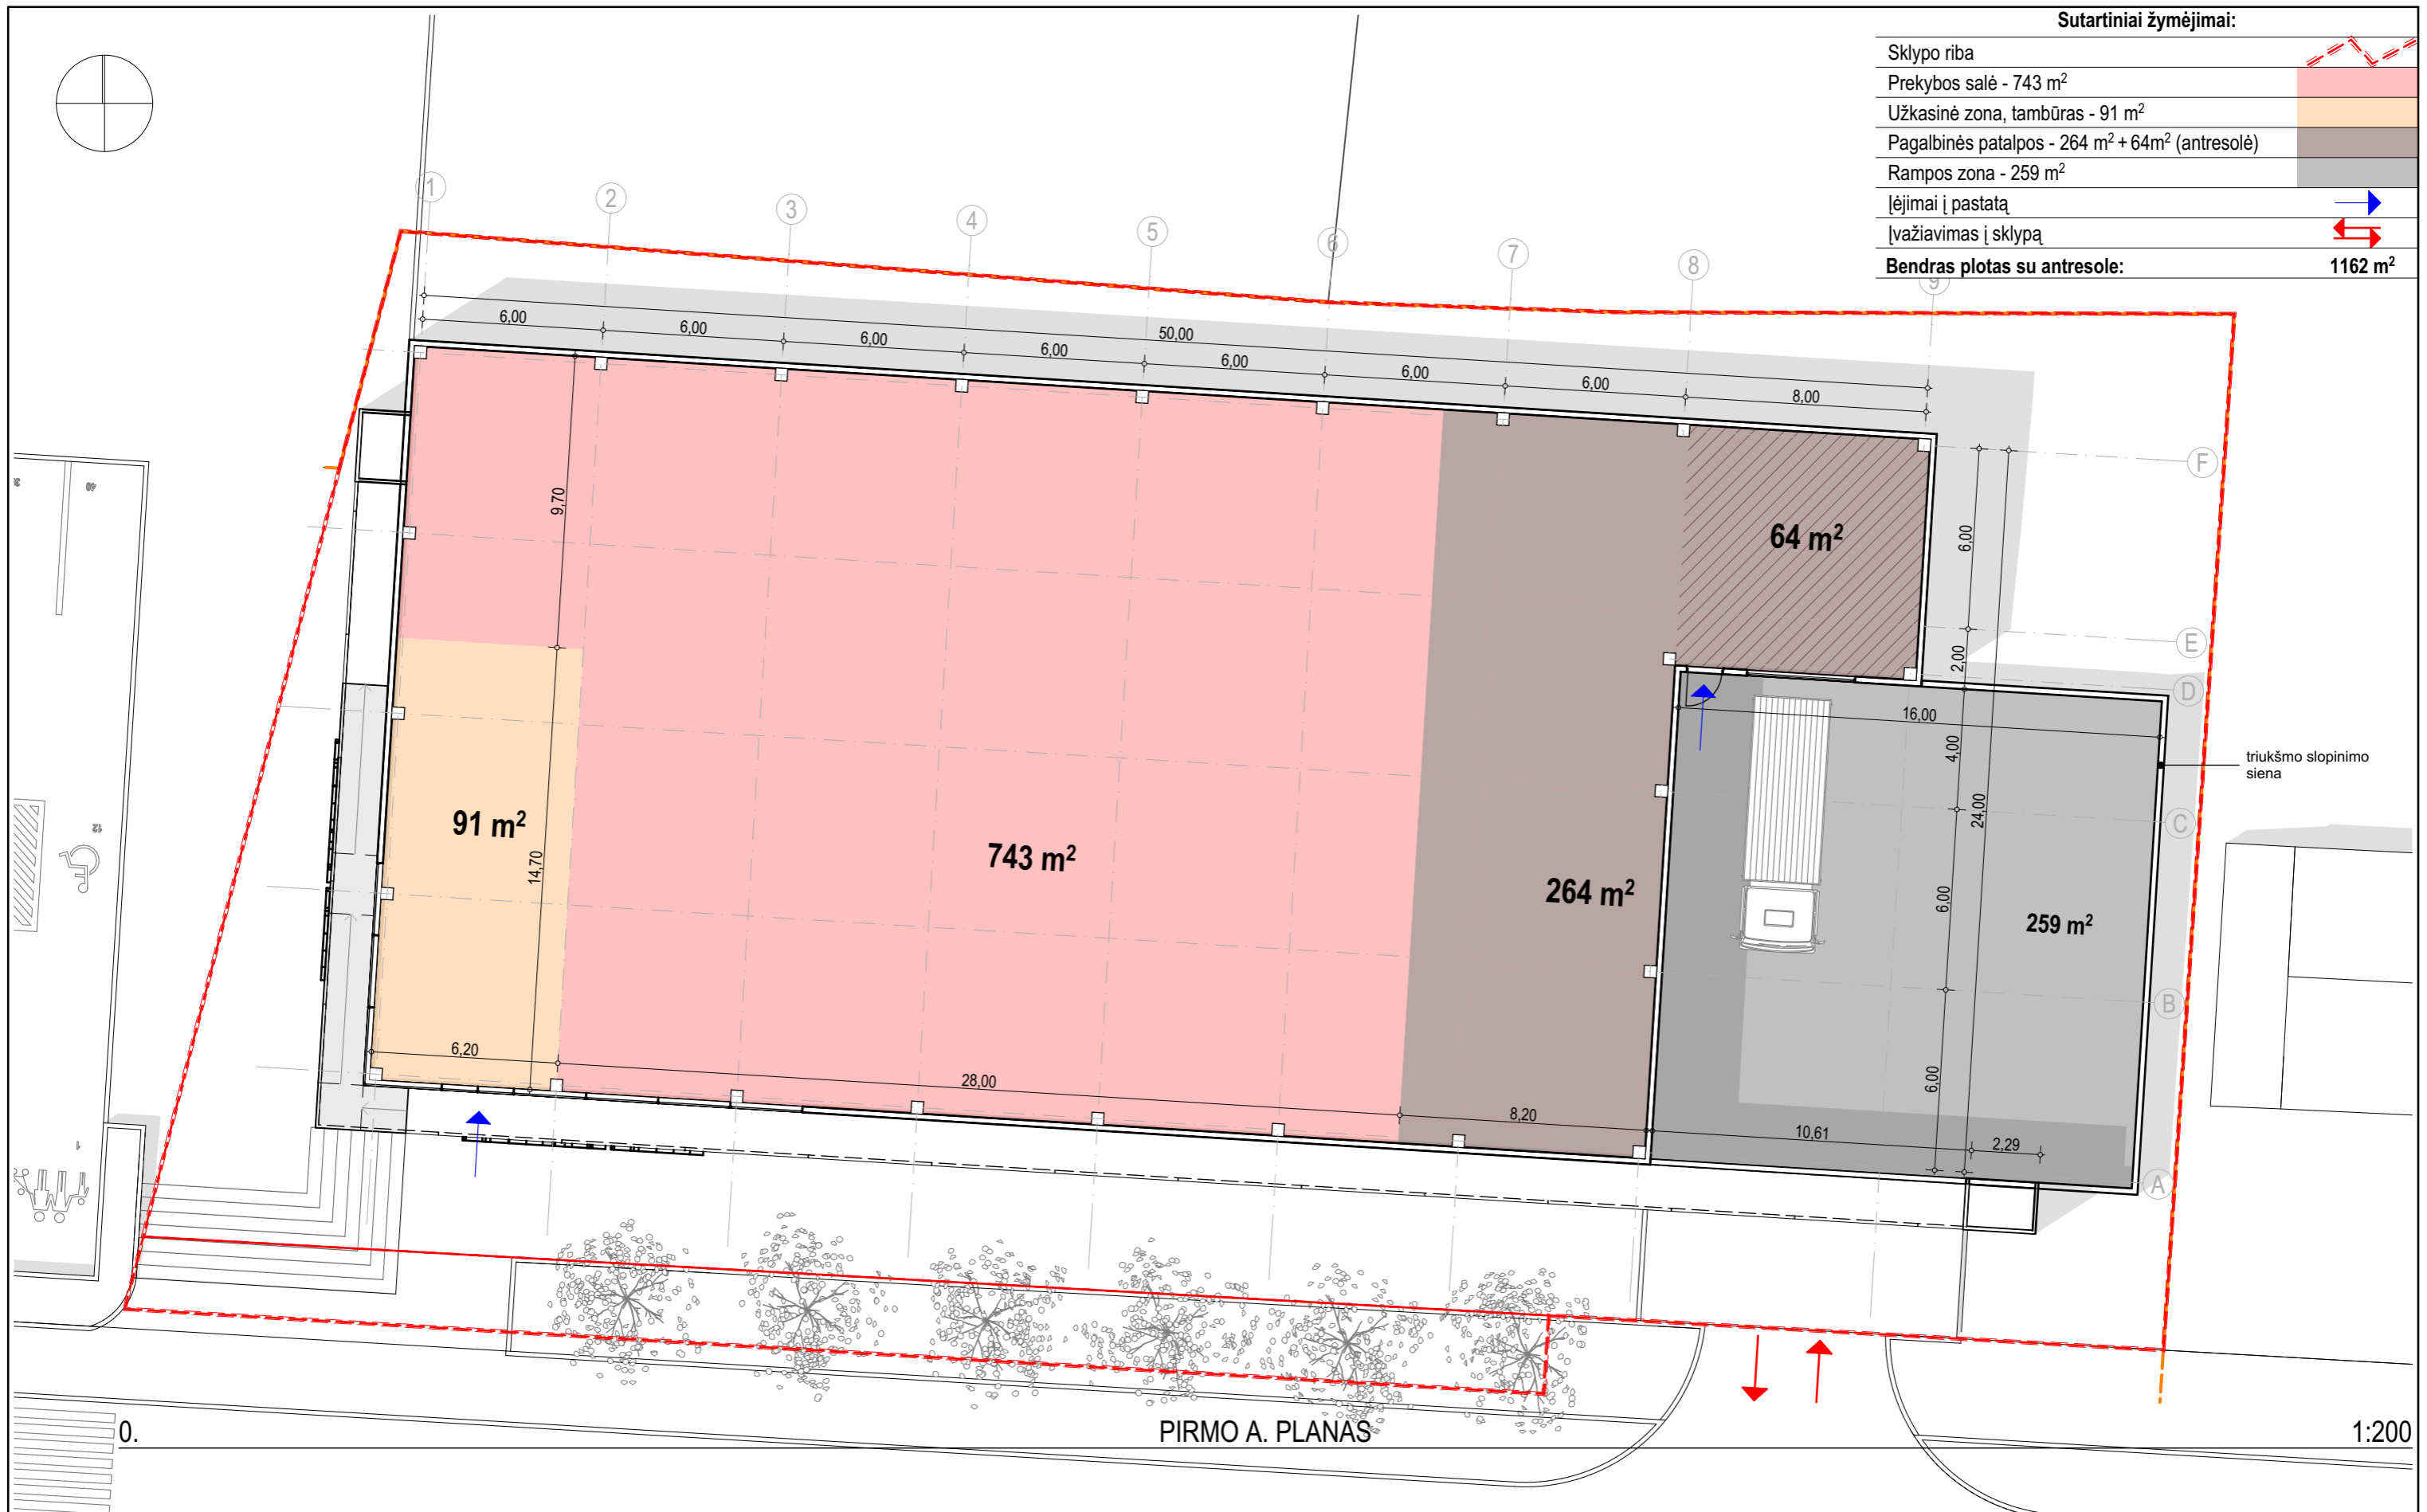 Sutartiniai žymėjimai:
Sklypo riba
Prekybos salė - 743 m²
Užkasinė zona, tambūras - 91 m²
Pagalbinės patalpos - 264 m² + 64m² (antresolė)
Rampos zona - 259 m²
Įėjimai į pastatą
Įvažiavimas į sklypą
Bendras plotas su antresole: 1162 m²
1
2
3
4
5
6
7
8
9
6,00
6,00
6,00
6,00
6,00
6,00
6,00
8,00
50,00
F
E
D
C
B
A
6,00
2,00
4,00
24,00
6,00
6,00
9,70
14,70
64 m²
91 m²
743 m²
264 m²
259 m²
16,00
triukšmo slopinimo
siena
6,20
28,00
8,20
10,61
2,29
40
12
1
0.
PIRMO A. PLANAS
1:200